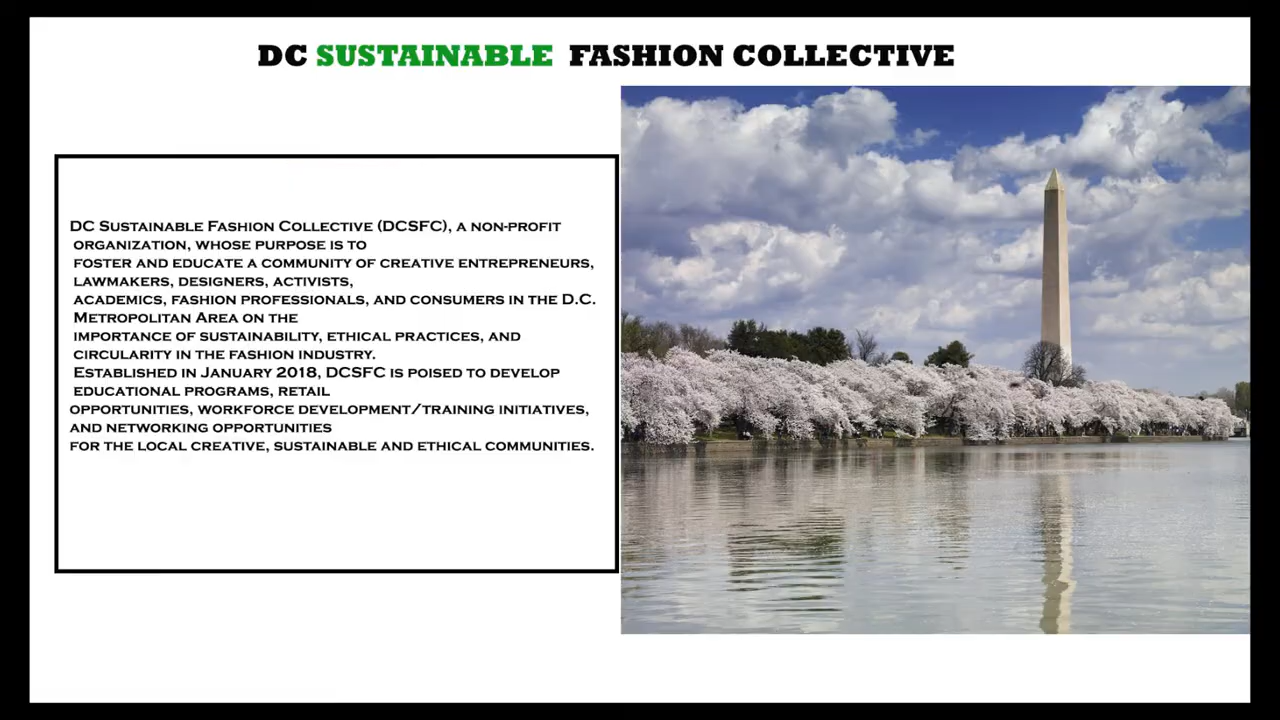 DC SUSTAINABLE FASHION COLLECTIVE
DC SUSTAINABLE FASHION COLLECTIVE (DCSFC), A NON-PROFIT
ORGANIZATION, WHOSE PURPOSE IS TO
FOSTER AND EDUCATE A COMMUNITY OF CREATIVE ENTREPRENEURS,
LAWMAKERS, DESIGNERS, ACTIVISTS,
ACADEMICS, FASHION PROFESSIONALS, AND CONSUMERS IN THE D.C.
METROPOLITAN AREA ON THE
IMPORTANCE OF SUSTAINABILITY, ETHICAL PRACTICES, AND
CIRCULARITY IN THE FASHION INDUSTRY.
ESTABLISHED IN JANUARY 2018, DCSFC IS POISED TO DEVELOP
EDUCATIONAL PROGRAMS, RETAIL
OPPORTUNITIES, WORKFORCE DEVELOPMENT/TRAINING INITIATIVES,
AND NETWORKING OPPORTUNITIES
FOR THE LOCAL CREATIVE, SUSTAINABLE AND ETHICAL COMMUNITIES.